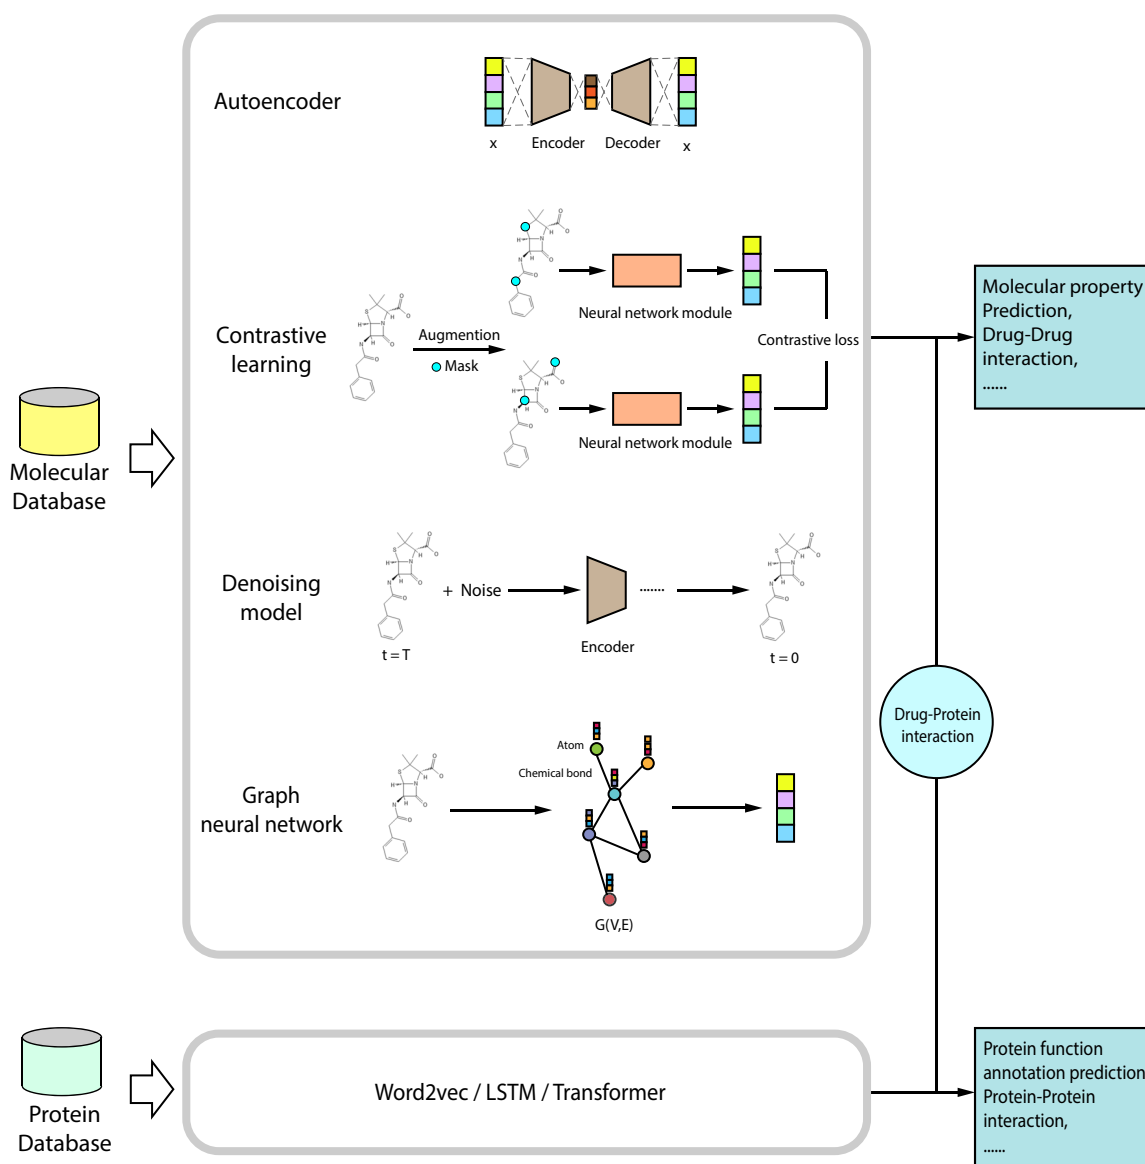 Autoencoder
x
Encoder
Decoder
x
Contrastive
learning
Augmention
Mask
Neural network module
Neural network module
Contrastive loss
Molecular property
Prediction,
Drug-Drug
interaction,
......
Molecular
Database
Denoising
model
t = T
+ Noise
.......
Encoder
t = 0
Drug-Protein
interaction
Graph
neural network
Atom
Chemical bond
G(V,E)
Protein
Database
Word2vec / LSTM / Transformer
Protein function
annotation prediction
Protein-Protein
interaction,
......